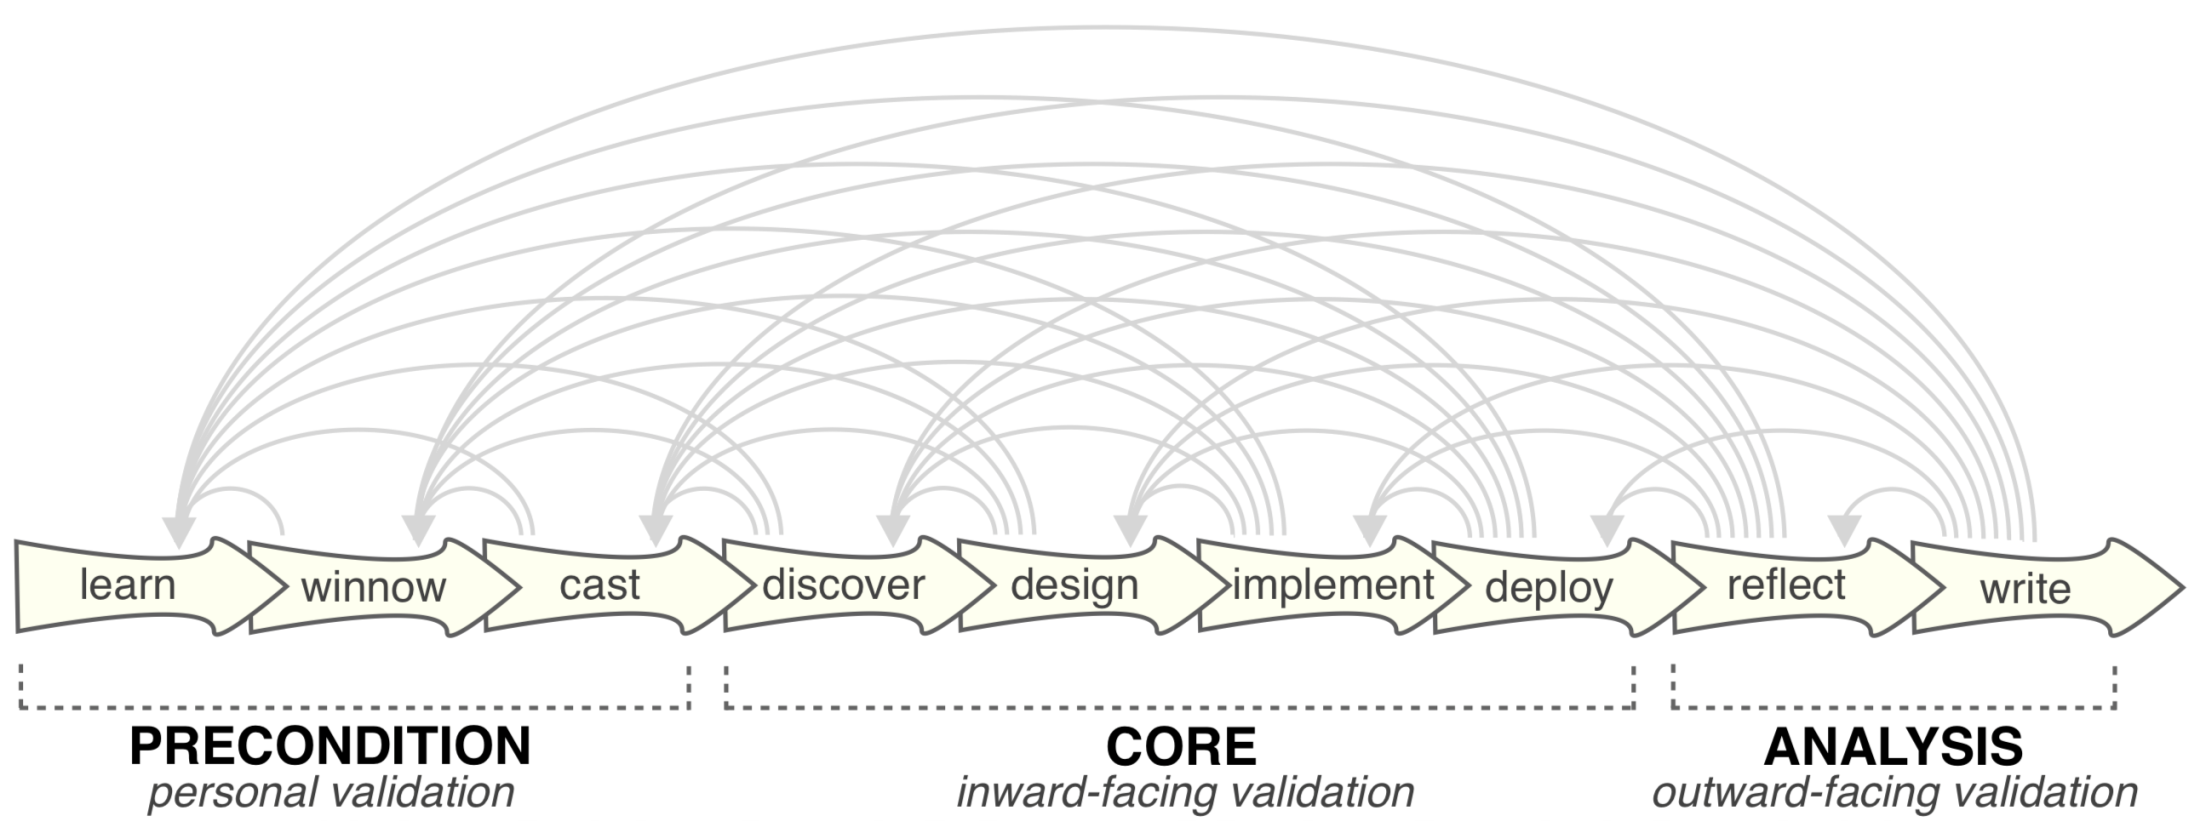 learn
winnow
cast
discover
design
implement
deploy
reflect
write
PRECONDITION
personal validation
CORE
inward-facing validation
ANALYSIS
outward-facing validation